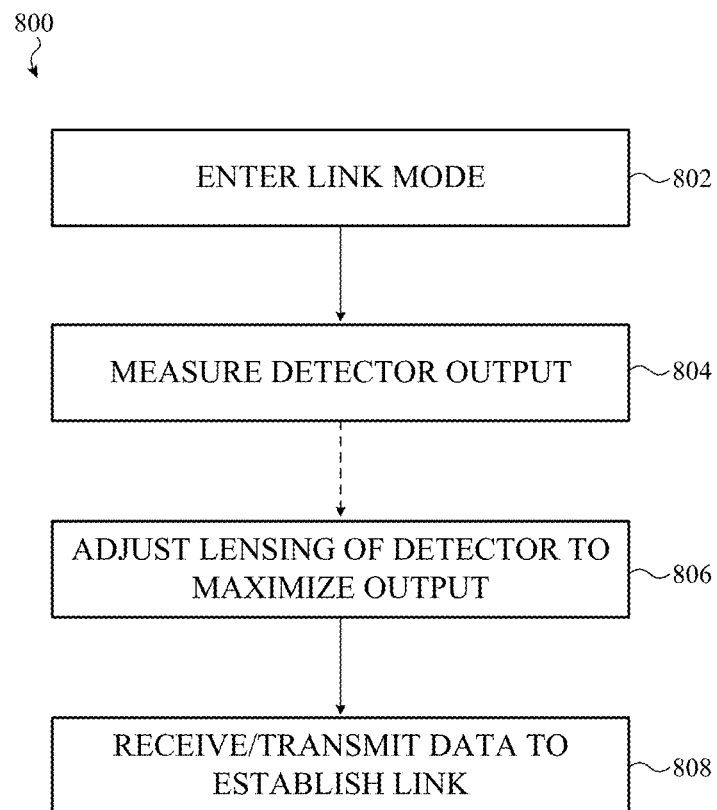 800
ENTER LINK MODE
802
MEASURE DETECTOR OUTPUT
804
ADJUST LENSING OF DETECTOR TO
MAXIMIZE OUTPUT
806
RECEIVE/TRANSMIT DATA TO
ESTABLISH LINK
808